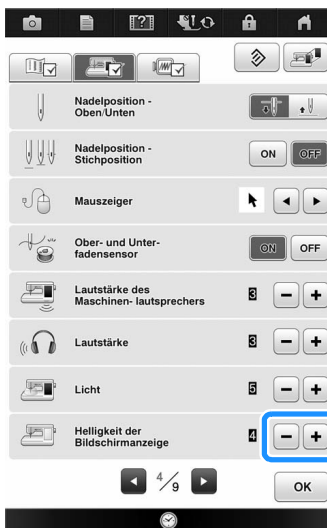 Nadelposition -
Oben/Unten
Nadelposition -
Stichposition
ON OFF
Mauszeiger
Ober- und Unter-
fadensensor
ON OFF
Lautstärke des
Maschinen- lautsprechers
3 - +
Lautstärke
3 - +
Licht
5 - +
Helligkeit der
Bildschirmanzeige
4 - +
4/9
OK